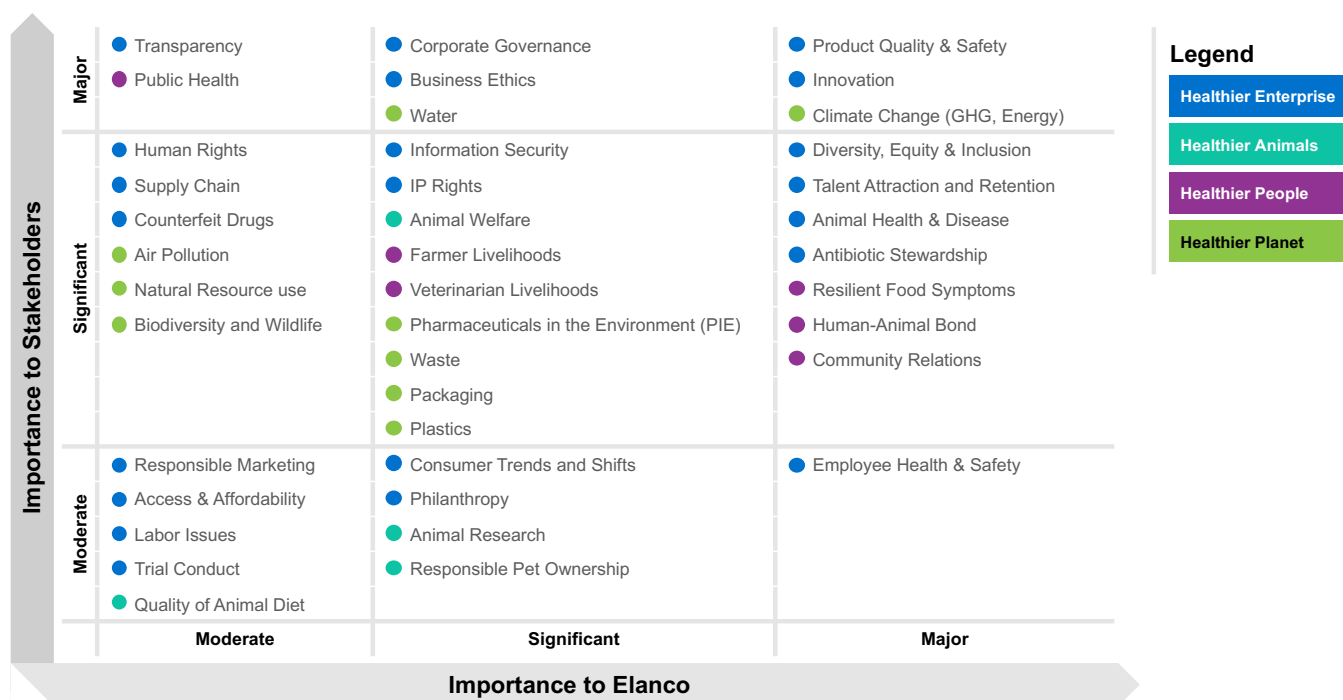 Importance to Stakeholders
Major
Transparency
Public Health
Corporate Governance
Business Ethics
Water
Product Quality & Safety
Innovation
Climate Change (GHG, Energy)
Significant
Human Rights
Supply Chain
Counterfeit Drugs
Air Pollution
Natural Resource use
Biodiversity and Wildlife
Information Security
IP Rights
Animal Welfare
Farmer Livelihoods
Veterinarian Livelihoods
Pharmaceuticals in the Environment (PIE)
Waste
Packaging
Plastics
Diversity, Equity & Inclusion
Talent Attraction and Retention
Animal Health & Disease
Antibiotic Stewardship
Resilient Food Symptoms
Human-Animal Bond
Community Relations
Moderate
Responsible Marketing
Access & Affordability
Labor Issues
Trial Conduct
Quality of Animal Diet
Consumer Trends and Shifts
Philanthropy
Animal Research
Responsible Pet Ownership
Employee Health & Safety
Moderate
Significant
Major
Importance to Elanco
Legend
Healthier Enterprise
Healthier Animals
Healthier People
Healthier Planet